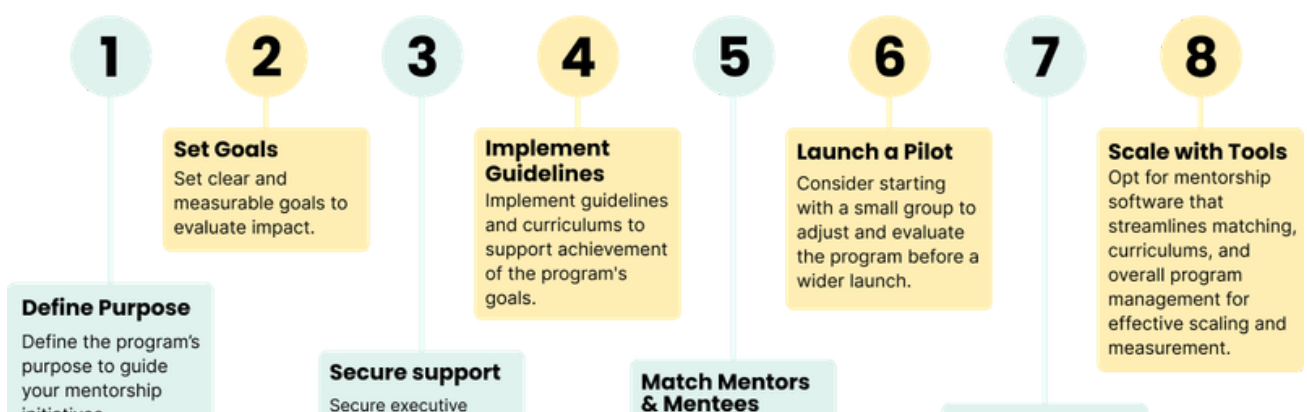 1
2
3
4
5
6
7
8
Set Goals
Set clear and
measurable goals to
evaluate impact.
Implement
Guidelines
Implement guidelines
and curriculums to
support achievement
of the program's
goals.
Launch a Pilot
Consider starting
with a small group to
adjust and evaluate
the program before a
wider launch.
Scale with Tools
Opt for mentorship
software that
streamlines matching,
curriculums, and
overall program
management for
effective scaling and
measurement.
Define Purpose
Define the program's
purpose to guide
your mentorship
Secure support
Secure executive
Match Mentors
& Mentees